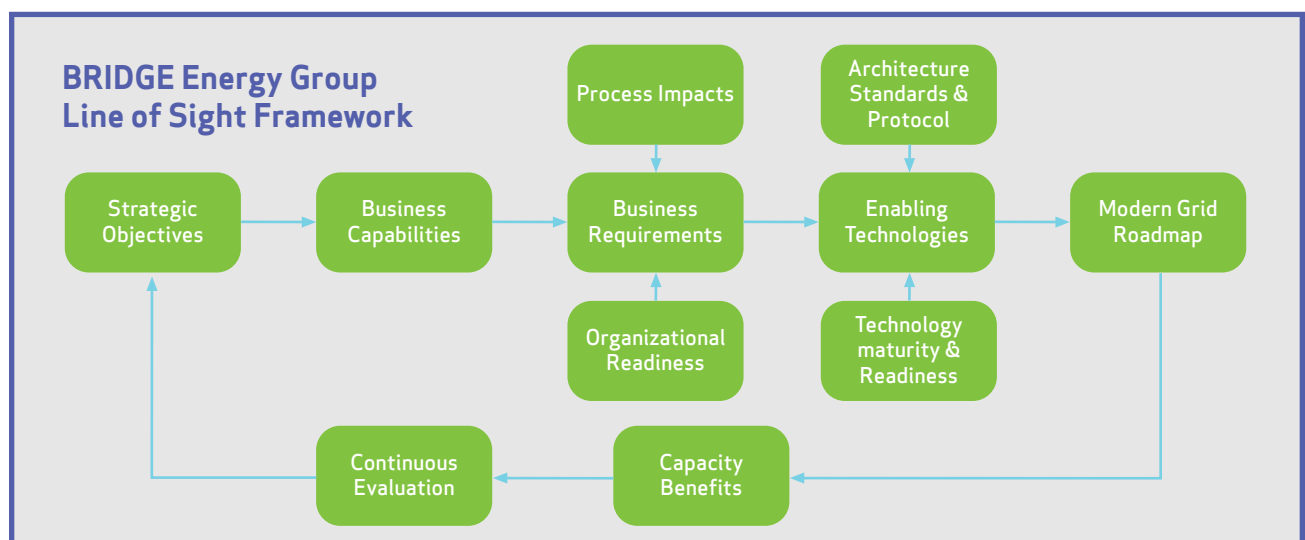 BRIDGE Energy Group
Line of Sight Framework
Process Impacts
Architecture
Standards &
Protocol
Strategic
Objectives
Business
Capabilities
Business
Requirements
Enabling
Technologies
Modern Grid
Roadmap
Organizational
Readiness
Technology
maturity &
Readiness
Continuous
Evaluation
Capacity
Benefits